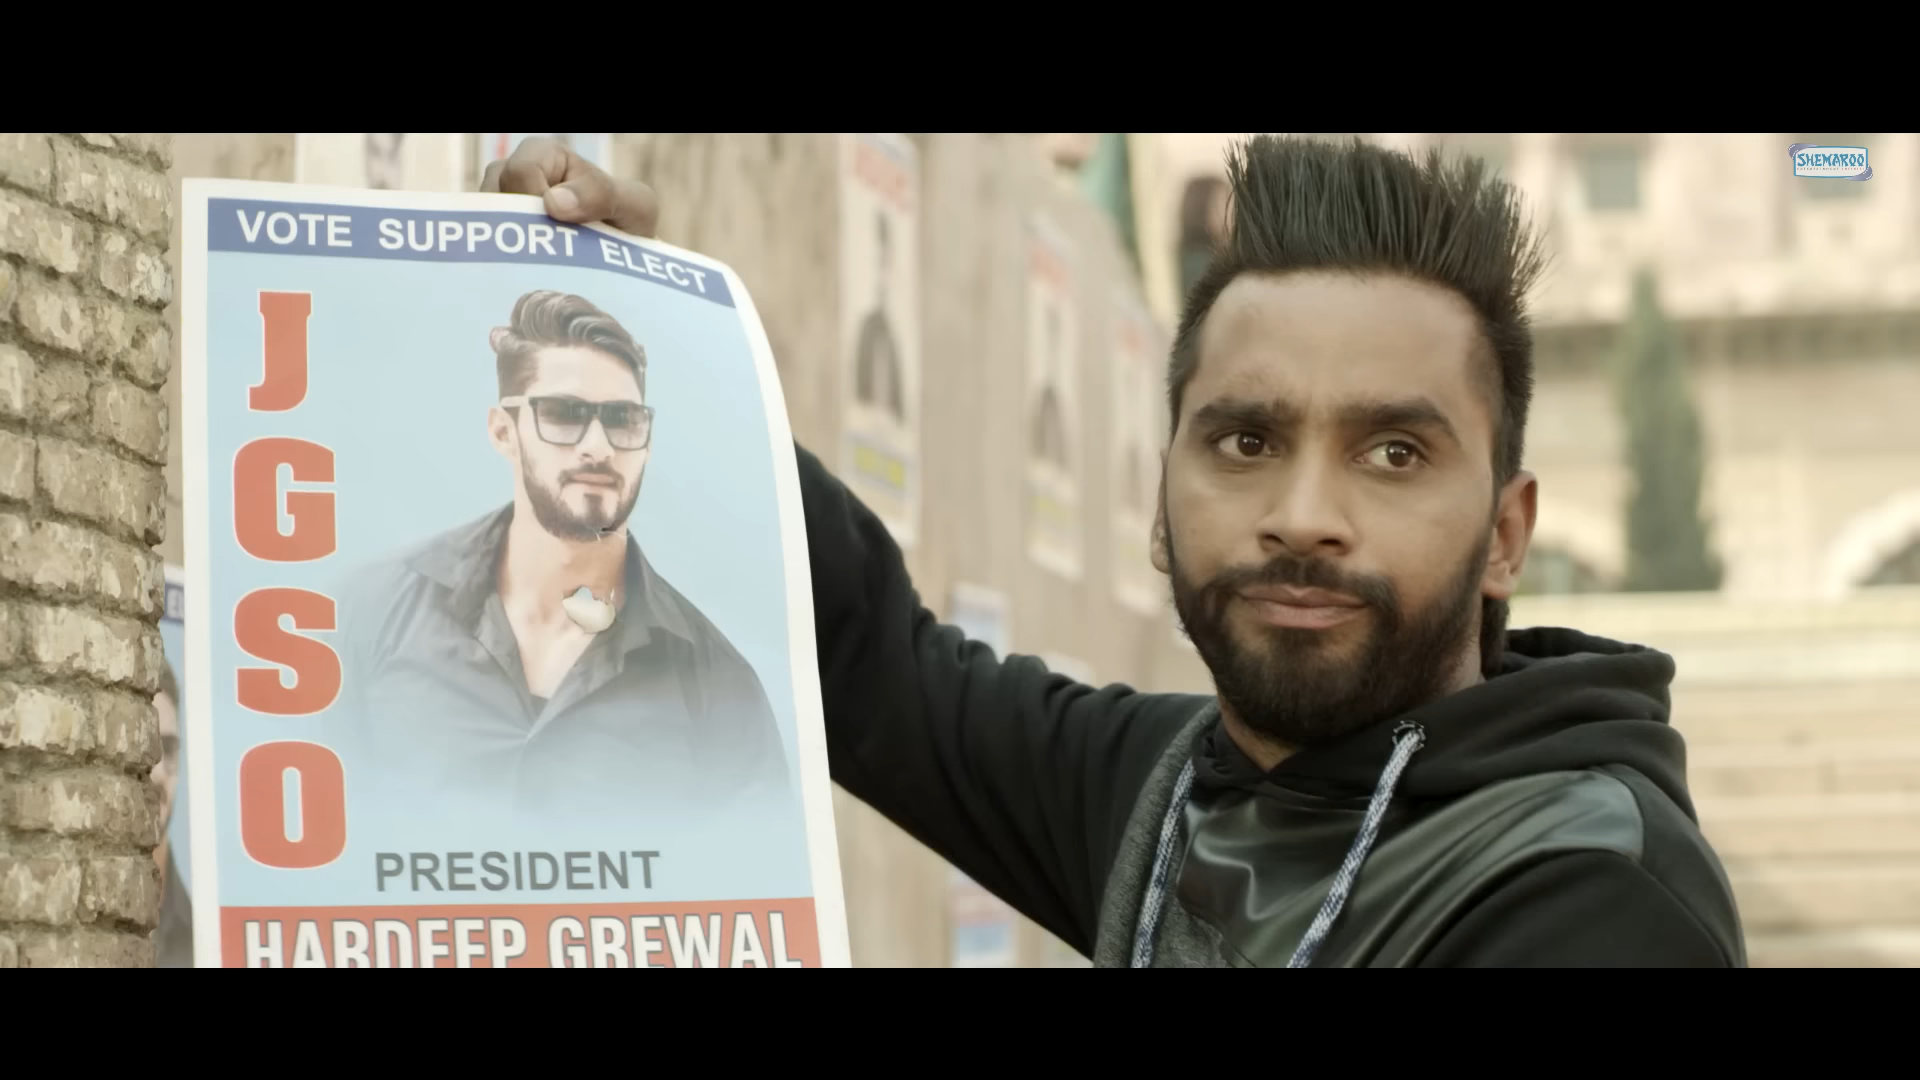 VOTE SUPPORT ELECT
J
G
S
O
PRESIDENT
HARDEEP GREWAL
SHEMAROO